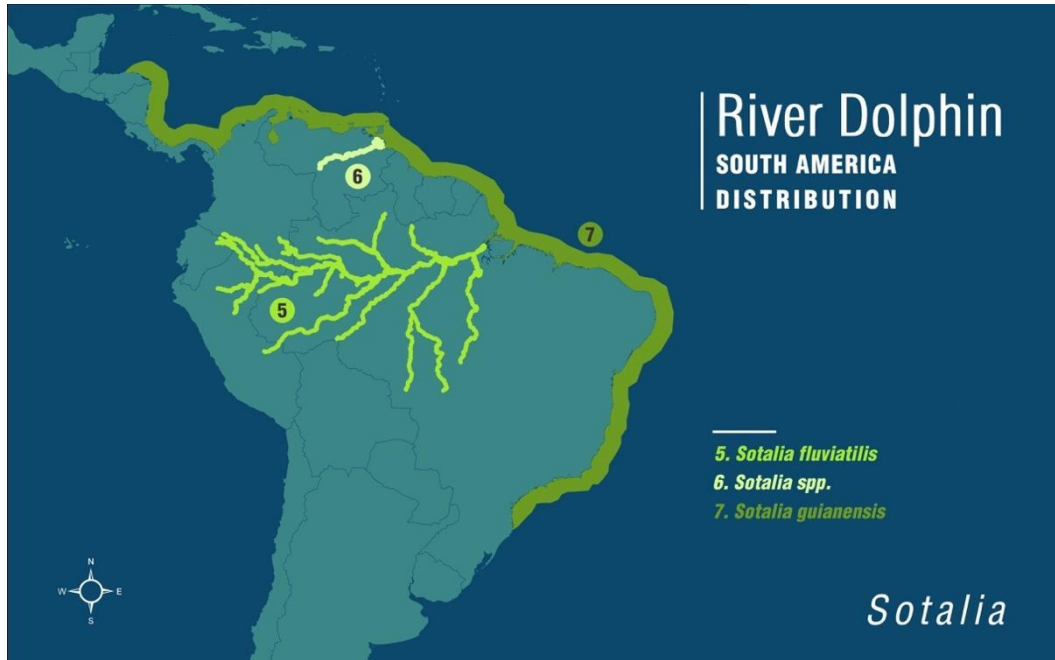 River Dolphin
SOUTH AMERICA
DISTRIBUTION
6
7
5
5. Sotalia fluviatilis
6. Sotalia spp.
7. Sotalia guianensis
N
W E
S
Sotalia